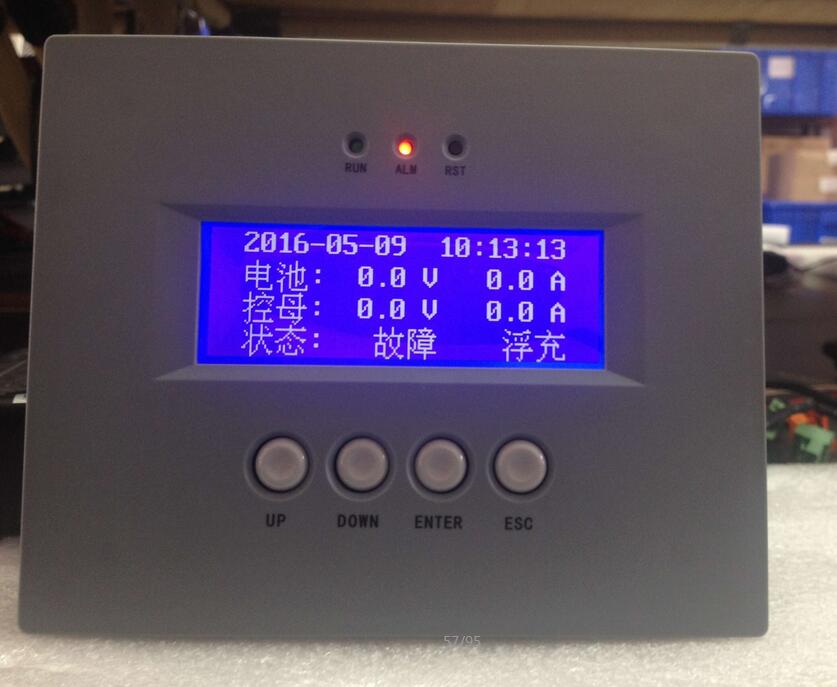 RUN ALM RST
2016-05-09 10:13:13
电池: 0.0 V 0.0 A
控母: 0.0 V 0.0 A
状态: 故障 浮充
UP DOWN ENTER ESC
57/95